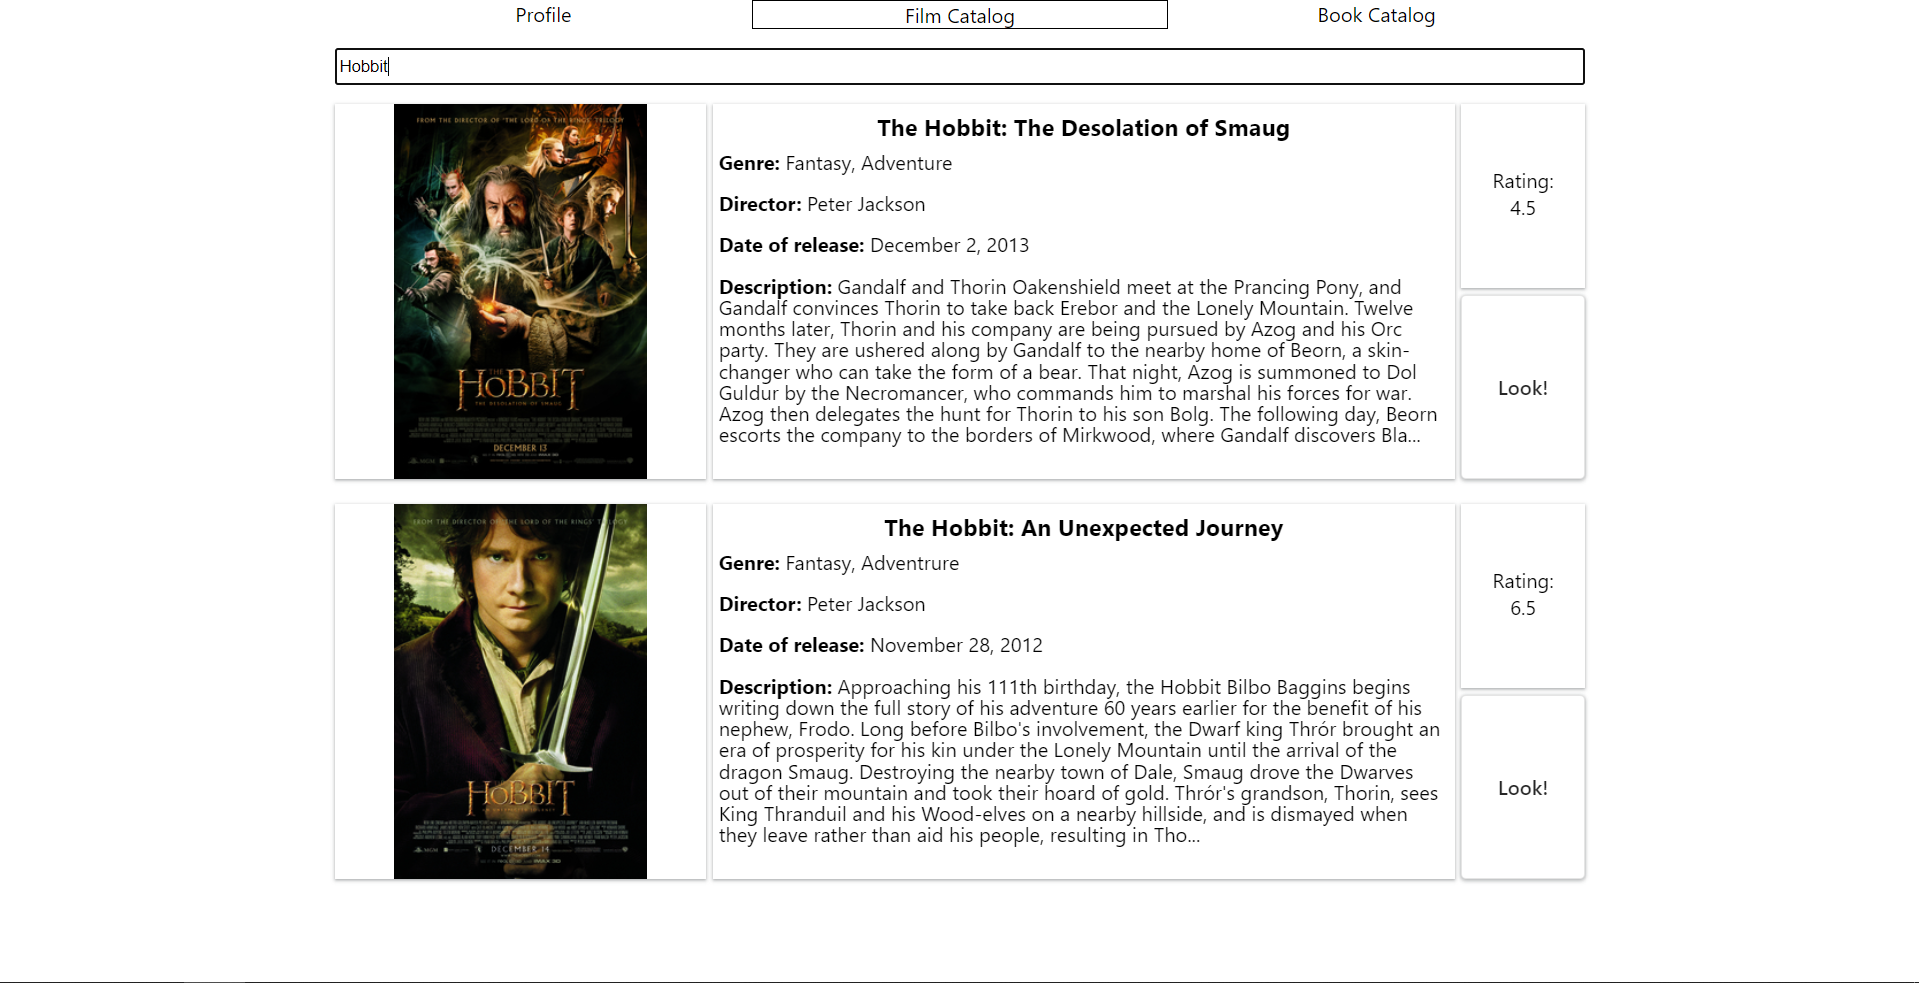 Profile
Film Catalog
Book Catalog
Hobbit
FROM THE DIRECTOR OF "THE LORD OF THE RINGS" TRILOGY
THE
HOBBIT
THE DESOLATION OF SMAUG
DECEMBER 13
The Hobbit: The Desolation of Smaug
Genre: Fantasy, Adventure
Director: Peter Jackson
Date of release: December 2, 2013
Description: Gandalf and Thorin Oakenshield meet at the Prancing Pony, and
Gandalf convinces Thorin to take back Erebor and the Lonely Mountain. Twelve
months later, Thorin and his company are being pursued by Azog and his Orc
party. They are ushered along by Gandalf to the nearby home of Beorn, a skin-
changer who can take the form of a bear. That night, Azog is summoned to Dol
Guldur by the Necromancer, who commands him to marshal his forces for war.
Azog then delegates the hunt for Thorin to his son Bolg. The following day, Beorn
escorts the company to the borders of Mirkwood, where Gandalf discovers Bla...
Rating:
4.5
Look!
FROM THE DIRECTOR OF THE LORD OF THE RINGS TRILOGY
THE
HOBBIT
AN UNEXPECTED JOURNEY
DECEMBER 14
The Hobbit: An Unexpected Journey
Genre: Fantasy, Adventrure
Director: Peter Jackson
Date of release: November 28, 2012
Description: Approaching his 111th birthday, the Hobbit Bilbo Baggins begins
writing down the full story of his adventure 60 years earlier for the benefit of his
nephew, Frodo. Long before Bilbo's involvement, the Dwarf king Thrór brought an
era of prosperity for his kin under the Lonely Mountain until the arrival of the
dragon Smaug. Destroying the nearby town of Dale, Smaug drove the Dwarves
out of their mountain and took their hoard of gold. Thrór's grandson, Thorin, sees
King Thranduil and his Wood-elves on a nearby hillside, and is dismayed when
they leave rather than aid his people, resulting in Tho...
Rating:
6.5
Look!